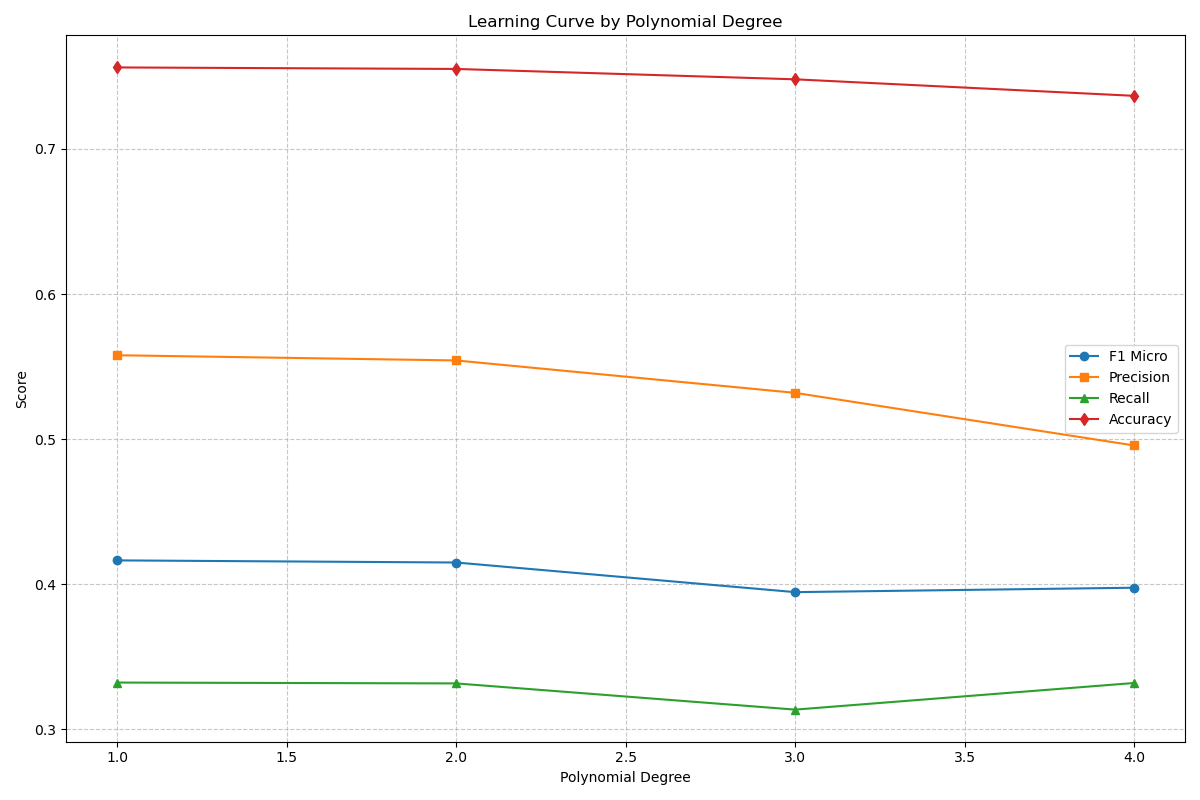 Learning Curve by Polynomial Degree
Score
0.7
0.6
0.5
0.4
0.3
F1 Micro
Precision
Recall
Accuracy
1.0
1.5
2.0
2.5
3.0
3.5
4.0
Polynomial Degree